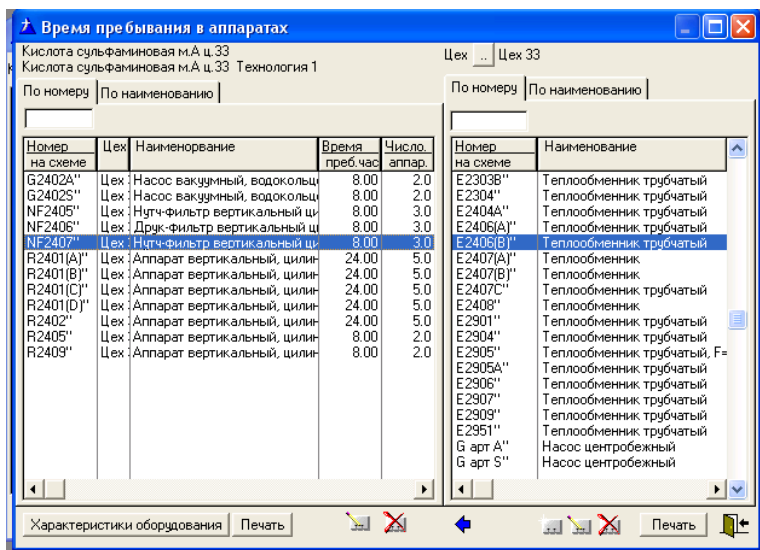 Время пребывания в аппаратах
Кислота сульфаминовая м.А ц.33
Кислота сульфаминовая м.А ц.33 Технология 1
Цех .. Цех 33
По номеру По наименованию
По номеру По наименованию
Номер на схеме Цех Наименорвание Время преб.час Число. аппар.
G2402A" Цех Насос вакуумный, водокольц 8.00 2.0
G2402S" Цех Насос вакуумный, водокольц 8.00 2.0
NF2405" Цех Нутч-фильтр вертикальный ци 8.00 3.0
NF2406" Цех Друк-фильтр вертикальный ц 8.00 3.0
NF2407" Цех Нутч-фильтр вертикальный ци 8.00 3.0
R2401(A)" Цех Аппарат вертикальный, цилин 24.00 5.0
R2401(B)" Цех Аппарат вертикальный, цилин 24.00 5.0
R2401(C)" Цех Аппарат вертикальный, цилин 24.00 5.0
R2401(D)" Цех Аппарат вертикальный, цилин 24.00 5.0
R2402" Цех Аппарат вертикальный, цилин 24.00 5.0
R2405" Цех Аппарат вертикальный, цилин 8.00 2.0
R2409" Цех Аппарат вертикальный, цилин 8.00 2.0
Номер на схеме Наименование
E2303B" Теплообменник трубчатый
E2304" Теплообменник трубчатый
E2404A" Теплообменник трубчатый
E2406(A)" Теплообменник трубчатый
E2406(B)" Теплообменник трубчатый
E2407(A)" Теплообменник
E2407(B)" Теплообменник
E2407C" Теплообменник трубчатый
E2408" Теплообменник
E2901" Теплообменник трубчатый
E2904" Теплообменник трубчатый
E2905" Теплообменник трубчатый, F=
E2905A" Теплообменник трубчатый
E2906" Теплообменник трубчатый
E2907" Теплообменник трубчатый
E2909" Теплообменник трубчатый
E2951" Теплообменник трубчатый
G арт A" Насос центробежный
G арт S" Насос центробежный
Характеристики оборудования Печать
Печать